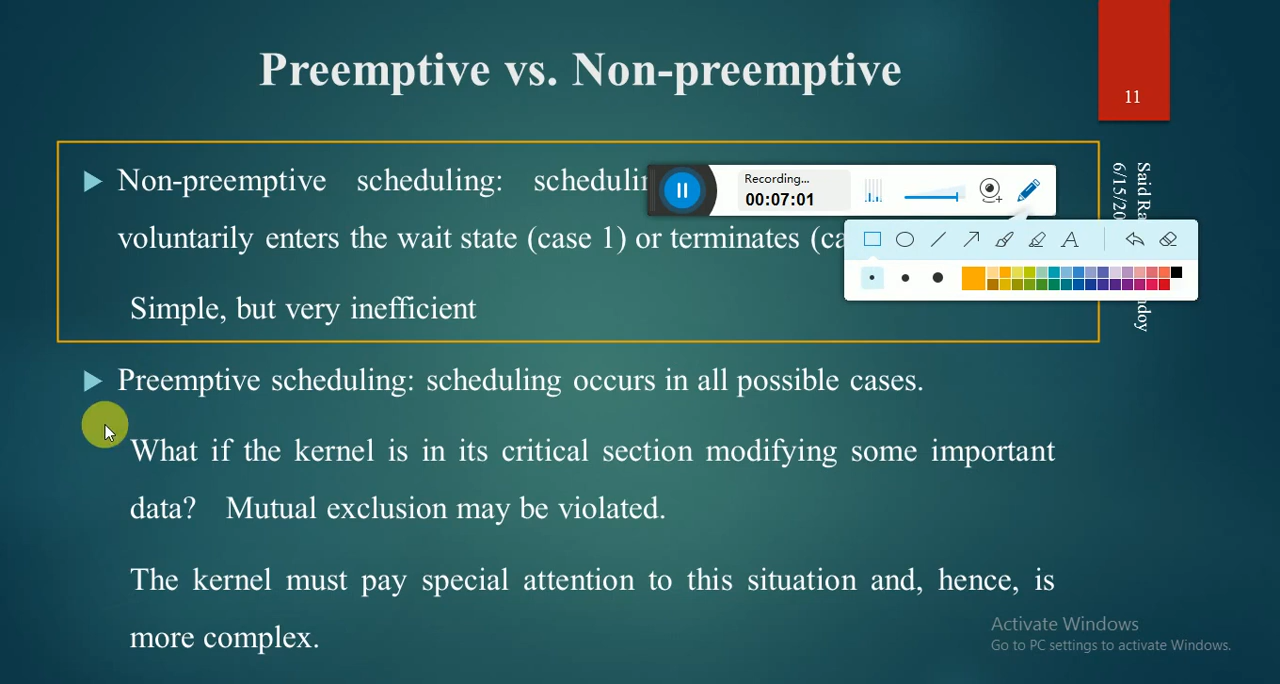 Preemptive vs. Non-preemptive
11
Non-preemptive scheduling:
voluntarily enters the wait state (case 1) or terminates
Simple, but very inefficient
Preemptive scheduling: scheduling occurs in all possible cases.
What if the kernel is in its critical section modifying some important
data? Mutual exclusion may be violated.
The kernel must pay special attention to this situation and, hence, is
more complex.
Recording...
00:07:01
A
Said
Activate Windows
Go to PC settings to activate Windows.